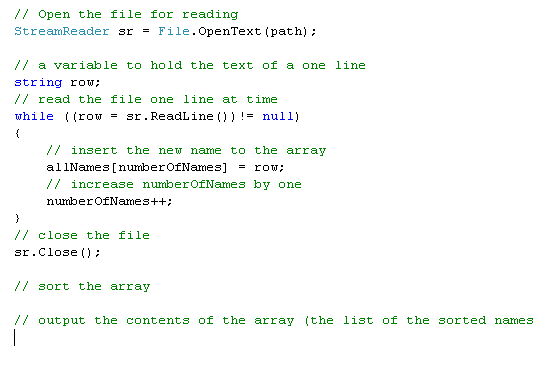 // Open the file for reading
StreamReader sr = File.OpenText(path);
// a variable to hold the text of a one line
string row;
// read the file one line at time
while ((row = sr.ReadLine())!= null)
{
// insert the new name to the array
allNames[numberOfNames] = row;
// increase numberOfNames by one
numberOfNames++;
}
// close the file
sr.Close();
// sort the array
// output the contents of the array (the list of the sorted names